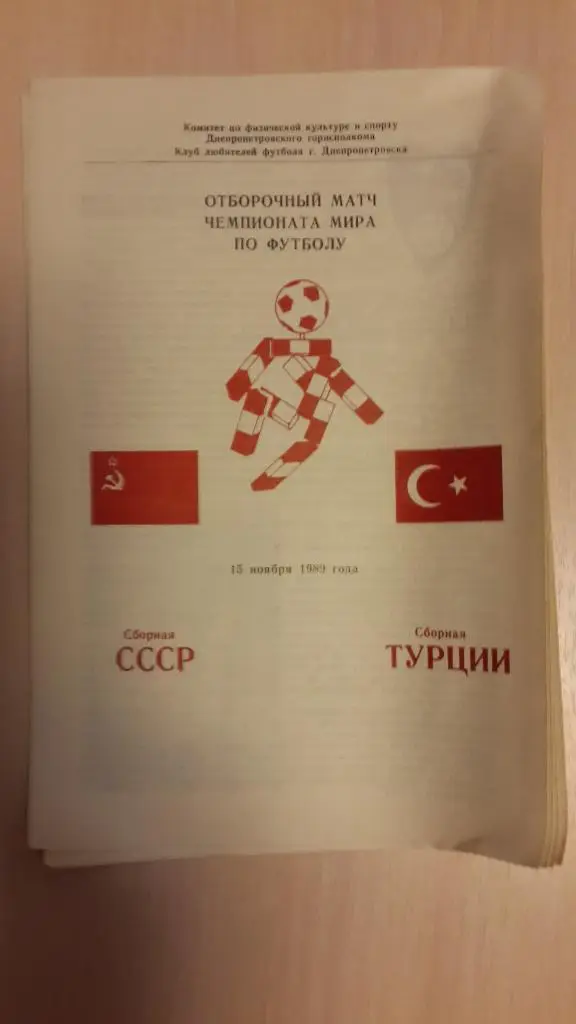 Комитет по физической культуре и спорту
Днепропетровского горисполкома
Клуб любителей футбола г. Днепропетровска
ОТБОРОЧНЫЙ МАТЧ
ЧЕМПИОНАТА МИРА
ПО ФУТБОЛУ
15 ноября 1989 года
Сборная
СССР
Сборная
ТУРЦИИ